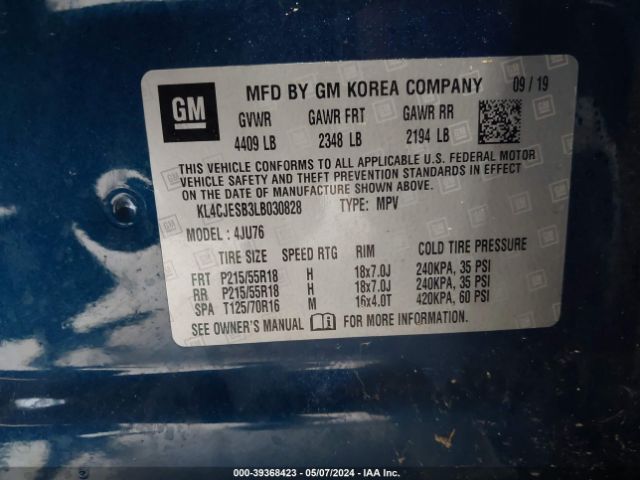 GM
MFD BY GM KOREA COMPANY 09 / 19
GVWR GAWR FRT GAWR RR
4409 LB 2348 LB 2194 LB
THIS VEHICLE CONFORMS TO ALL APPLICABLE U.S. FEDERAL MOTOR
VEHICLE SAFETY AND THEFT PREVENTION STANDARDS IN EFFECT
ON THE DATE OF MANUFACTURE SHOWN ABOVE.
KL4CJESB3LB030828 TYPE: MPV
MODEL : 4JU76
TIRE SIZE SPEED RTG RIM COLD TIRE PRESSURE
FRT P215/55R18 H 18x7.0J 240KPA, 35 PSI
RR P215/55R18 H 18x7.0J 240KPA, 35 PSI
SPA T125/70R16 M 16x4.0T 420KPA, 60 PSI
SEE OWNER'S MANUAL FOR MORE INFORMATION.
000-39368423 - 05/07/2024 - IAA Inc.